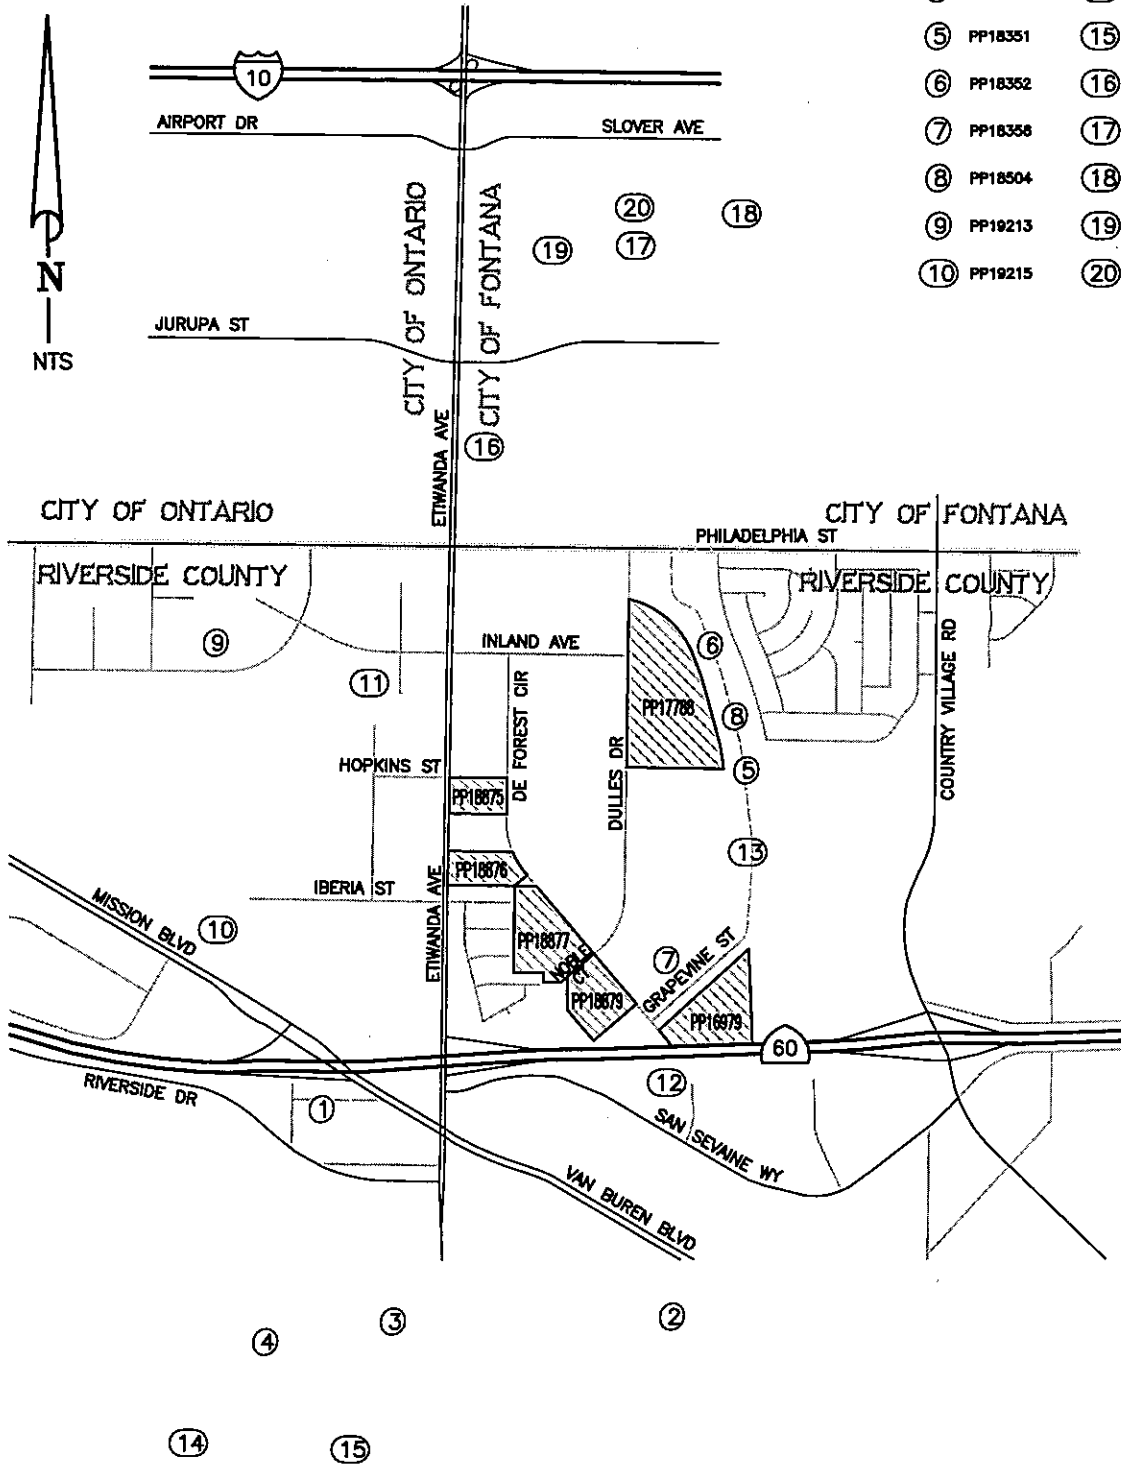 5 PP18351 15
6 PP18352 16
7 PP18358 17
8 PP18504 18
9 PP19213 19
10 PP19215 20
10
AIRPORT DR
SLOVER AVE
N
NTS
CITY OF ONTARIO
CITY OF FONTANA
20
18
19
17
JURUPA ST
ETIWANDA AVE
16
CITY OF ONTARIO
CITY OF FONTANA
PHILADELPHIA ST
RIVERSIDE COUNTY
RIVERSIDE COUNTY
9
INLAND AVE
6
11
DE FOREST CIR
PP17788
8
COUNTRY VILLAGE RD
HOPKINS ST
PP18875
DULLES DR
5
13
PP18876
IBERIA ST
ETIWANDA AVE
MISSION BLVD
10
PP18877
NOBLE CT
7
GRAPEVINE ST
PP18879
PP16979
60
RIVERSIDE DR
1
12
SAN SEVAINE WY
VAN BUREN BLVD
3
2
4
14
15